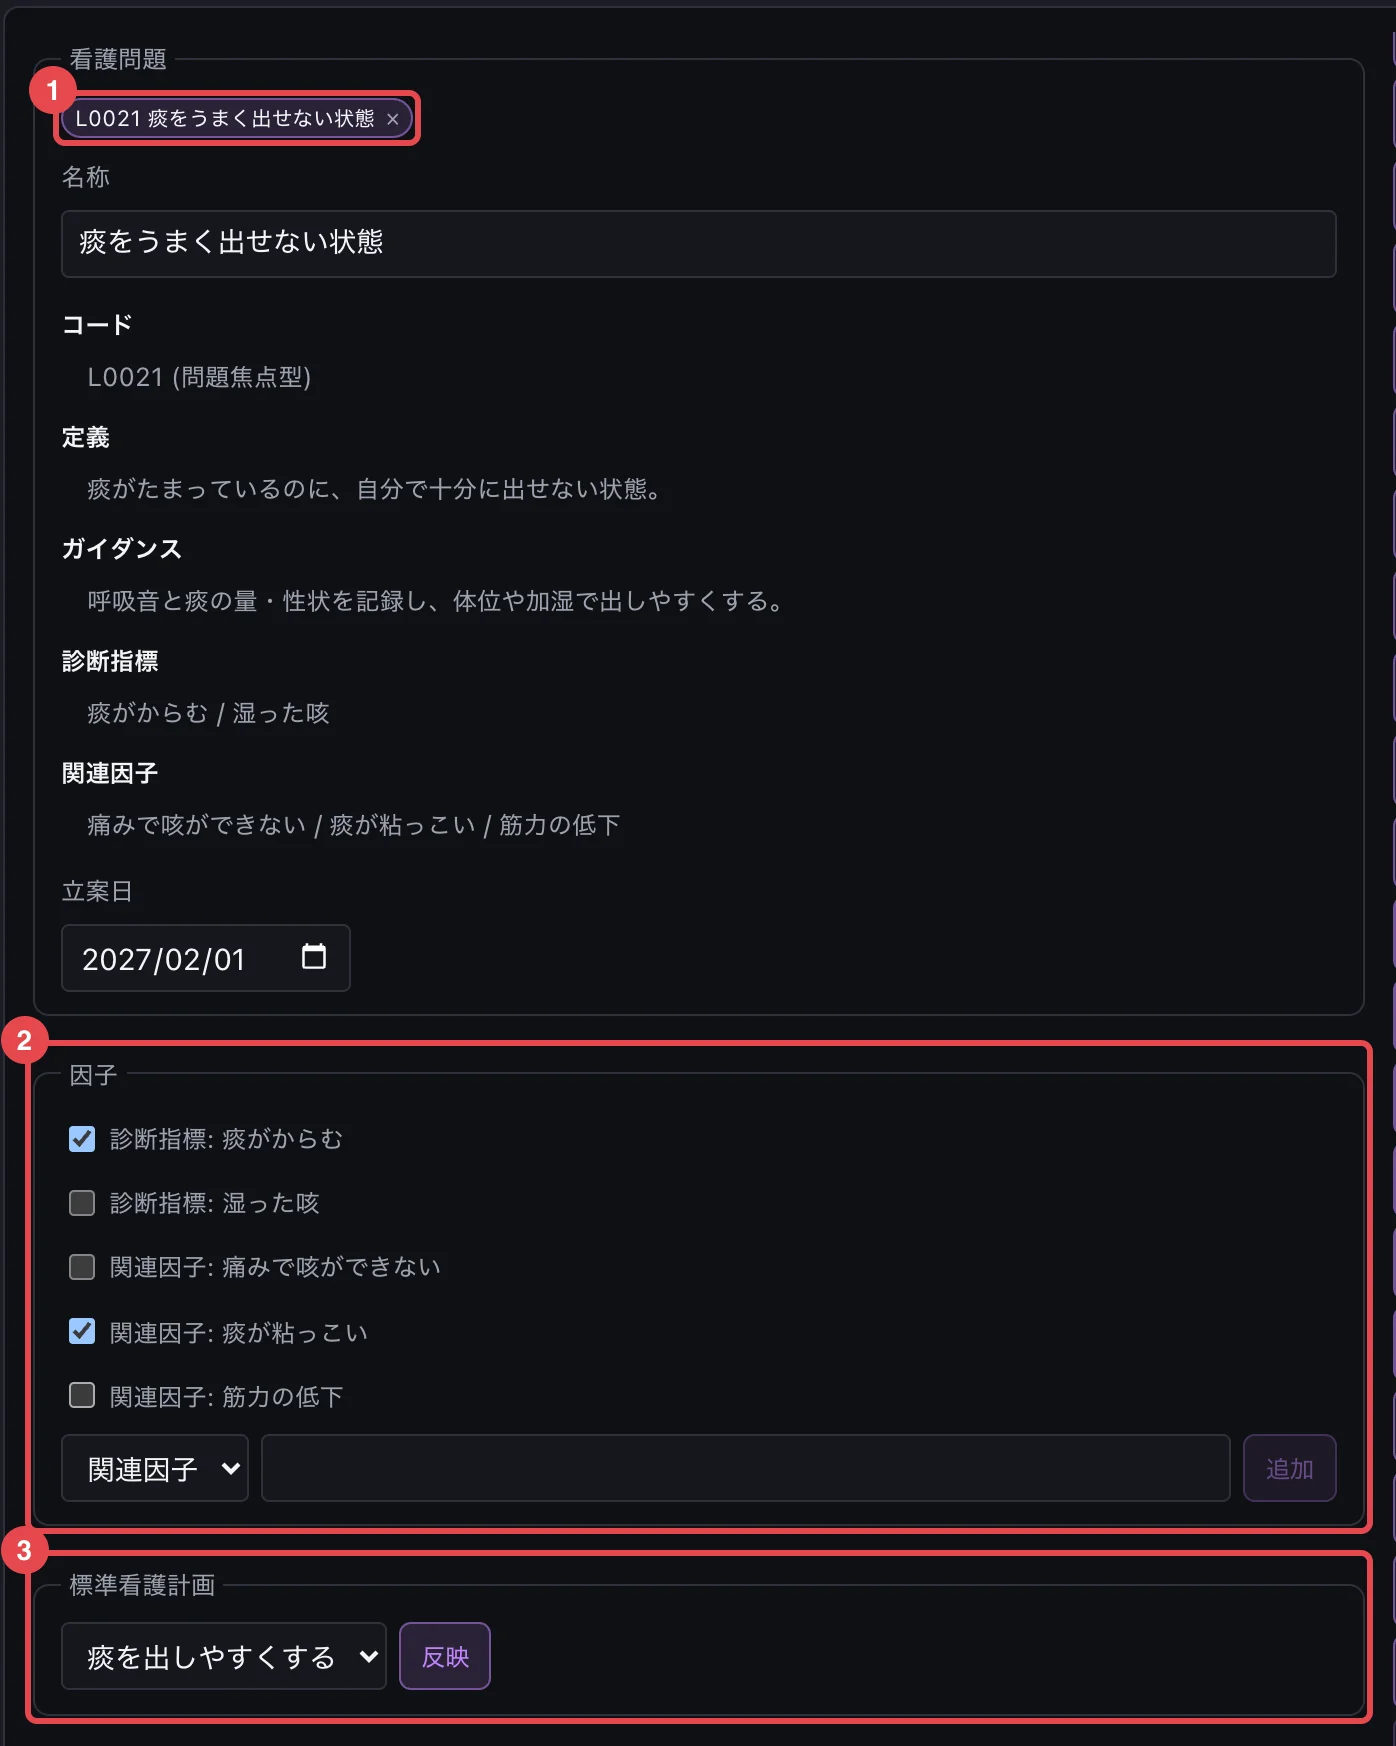 看護問題
1
L0021 痰をうまく出せない状態 ×
名称
痰をうまく出せない状態
コード
L0021 (問題焦点型)
定義
痰がたまっているのに、自分で十分に出せない状態。
ガイダンス
呼吸音と痰の量・性状を記録し、体位や加湿で出しやすくする。
診断指標
痰がからむ / 湿った咳
関連因子
痛みで咳ができない / 痰が粘っこい / 筋力の低下
立案日
2027/02/01
2
因子
診断指標: 痰がからむ
診断指標: 湿った咳
関連因子: 痛みで咳ができない
関連因子: 痰が粘っこい
関連因子: 筋力の低下
関連因子 追加
3
標準看護計画
痰を出しやすくする 反映